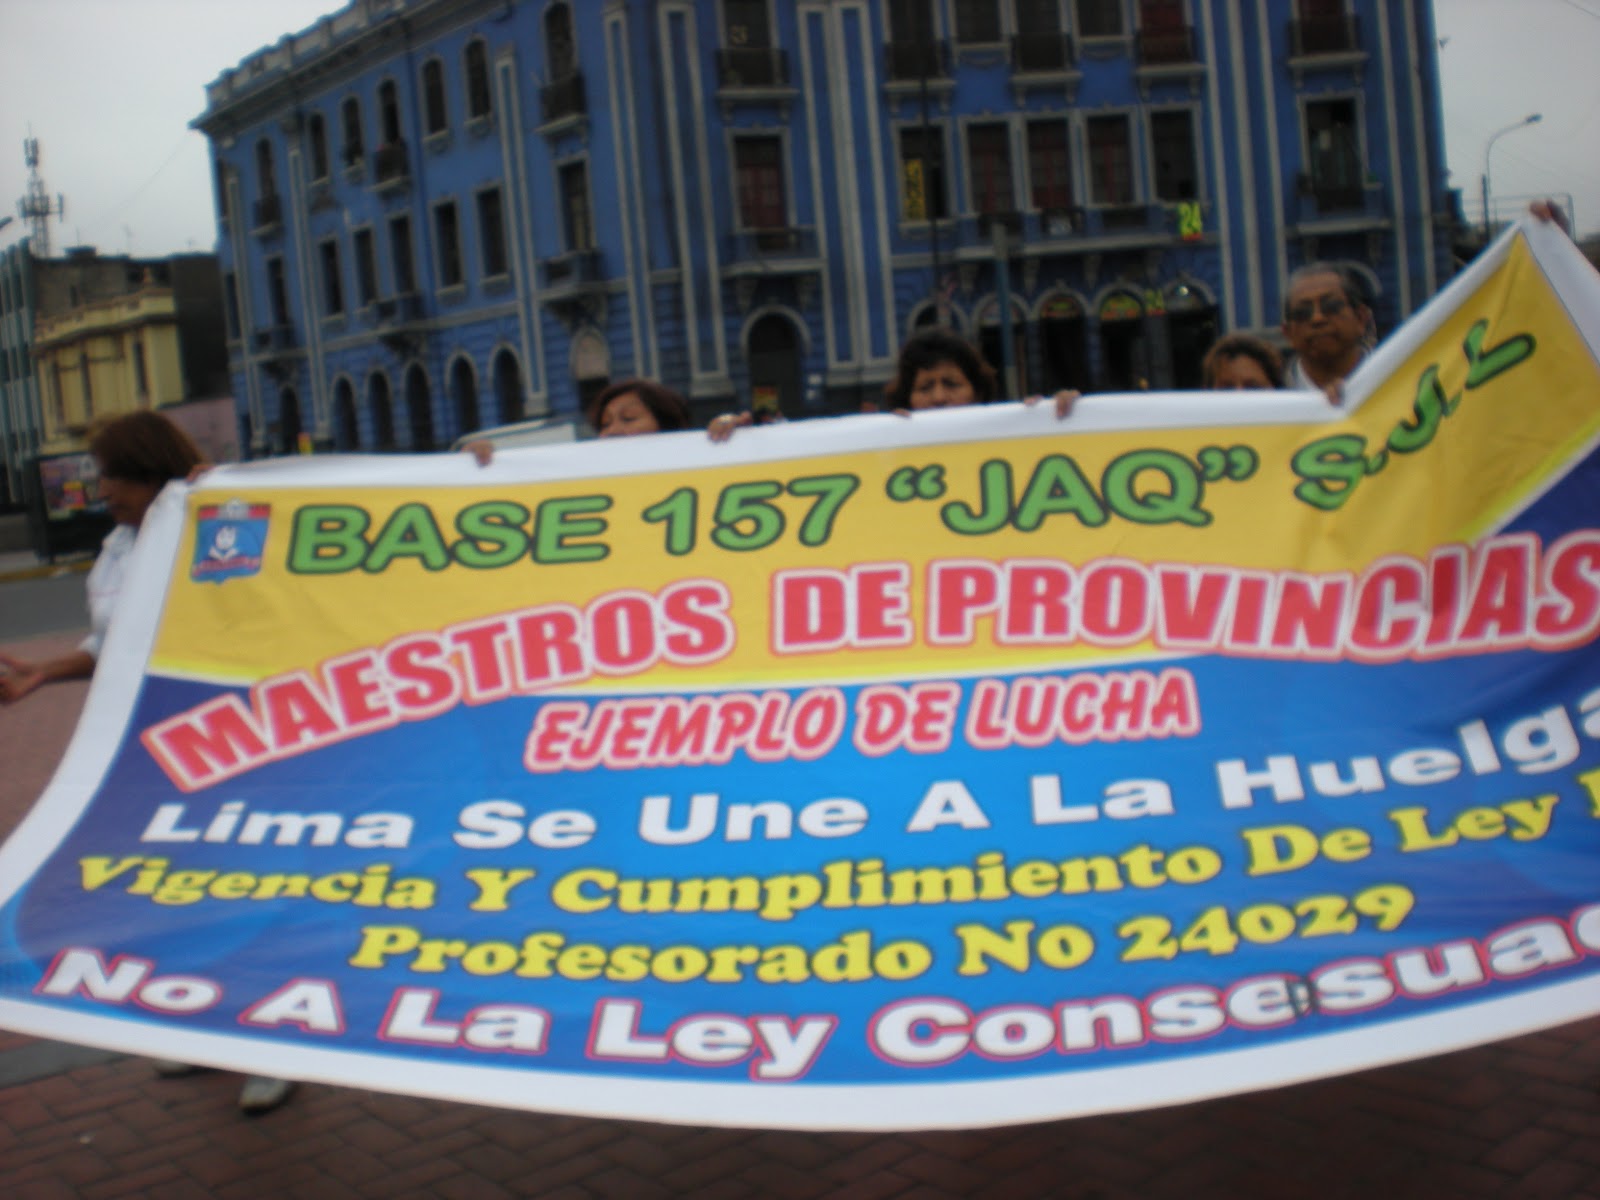 BASE 157 “JAQ” S.J.L
MAESTROS DE PROVINCIAS
EJEMPLO DE LUCHA
Lima Se Une A La Huelga
Vigencia Y Cumplimiento De Ley
Profesorado No 24029
No A La Ley
24